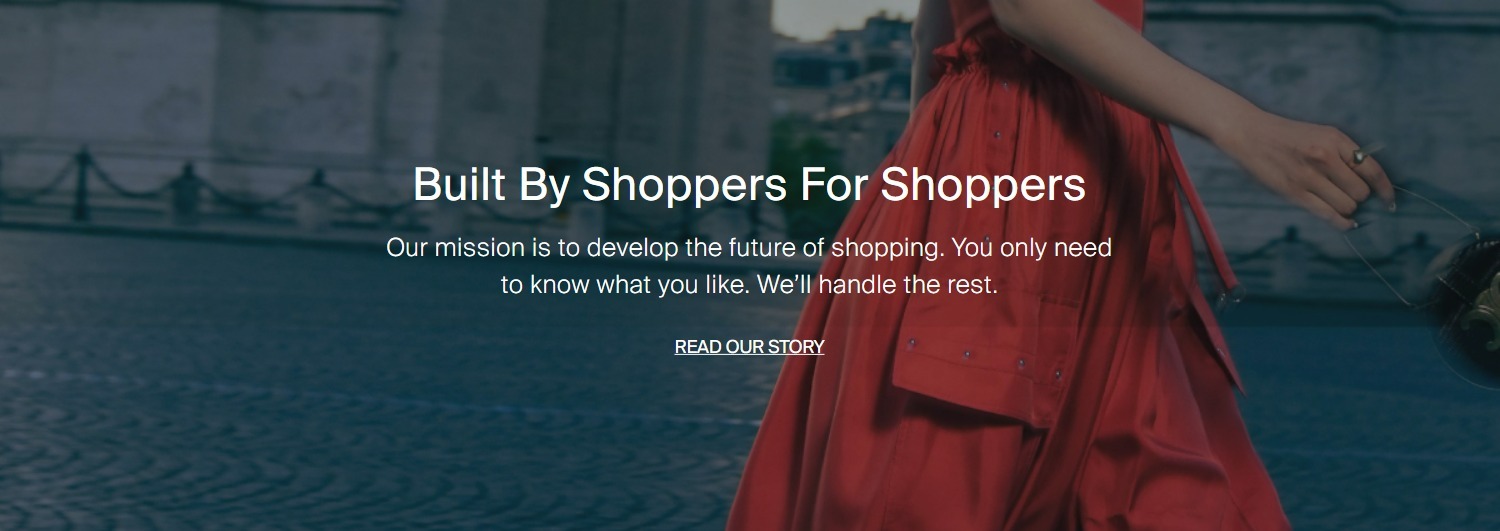 Built By Shoppers For Shoppers
Our mission is to develop the future of shopping. You only need
to know what you like. We’ll handle the rest.
READ OUR STORY